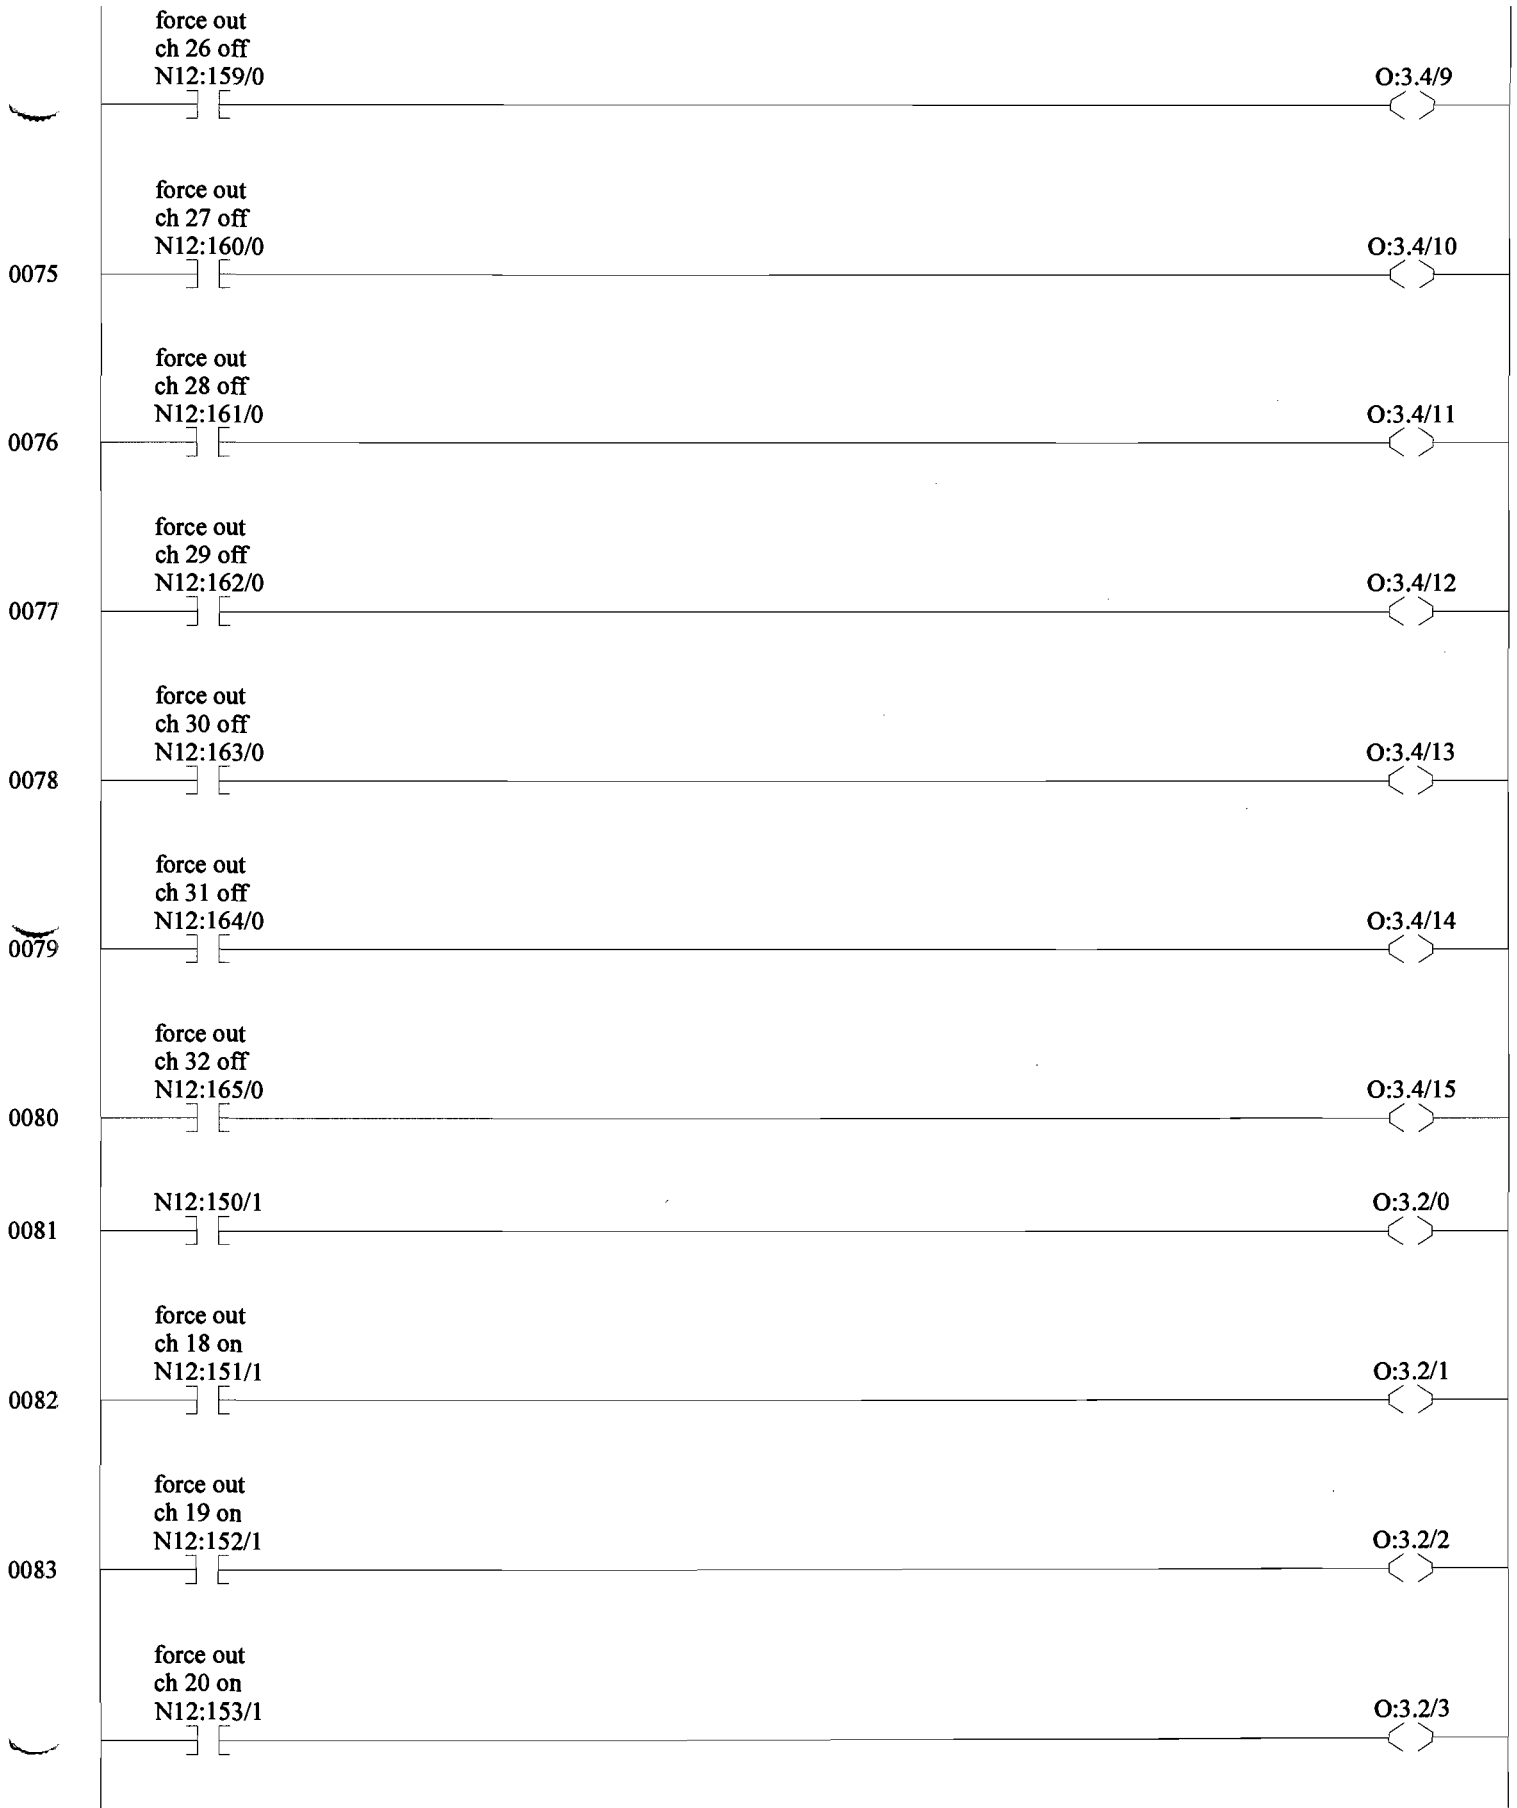 force out
ch 26 off
N12:159/0
O:3.4/9
force out
ch 27 off
N12:160/0
O:3.4/10
0075
force out
ch 28 off
N12:161/0
O:3.4/11
0076
force out
ch 29 off
N12:162/0
O:3.4/12
0077
force out
ch 30 off
N12:163/0
O:3.4/13
0078
force out
ch 31 off
N12:164/0
O:3.4/14
0079
force out
ch 32 off
N12:165/0
O:3.4/15
0080
N12:150/1
O:3.2/0
0081
force out
ch 18 on
N12:151/1
O:3.2/1
0082
force out
ch 19 on
N12:152/1
O:3.2/2
0083
force out
ch 20 on
N12:153/1
O:3.2/3